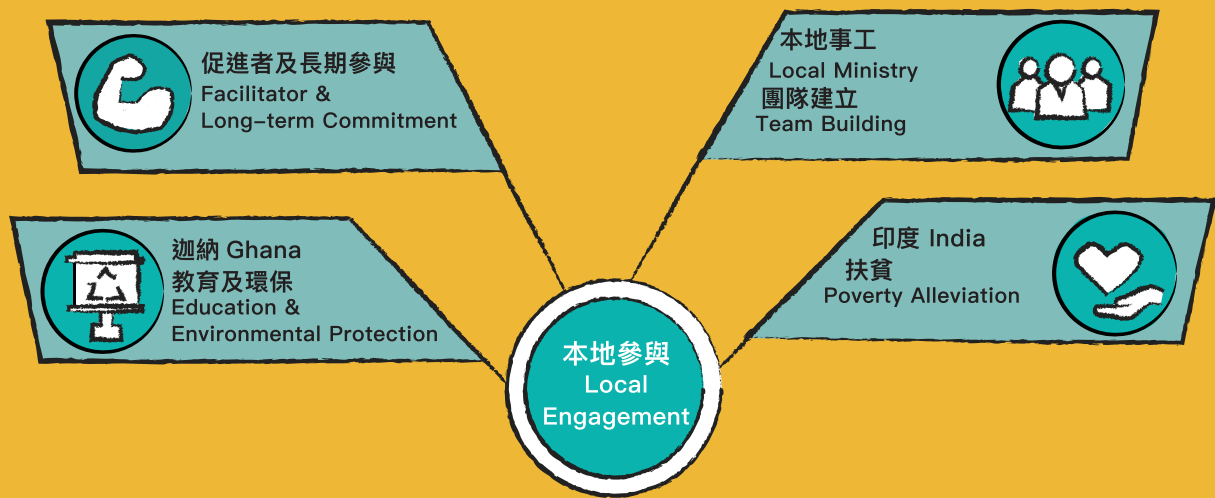 促進者及長期參與
Facilitator &
Long-term Commitment
本地事工
Local Ministry
團隊建立
Team Building
迦納 Ghana
教育及環保
Education &
Environmental Protection
印度 India
扶貧
Poverty Alleviation
本地參與
Local
Engagement